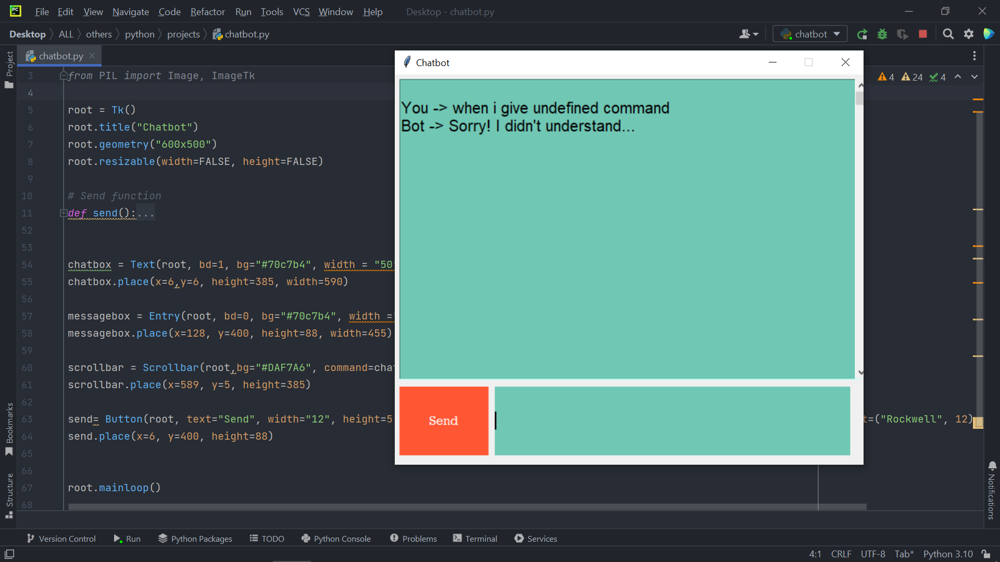 PC File Edit View Navigate Code Refactor Run Tools VCS Window Help Desktop - chatbot.py
Desktop ALL others python projects chatbot.py chatbot
Project
chatbot.py
4 24 4
3 from PIL import Image, ImageTk
4
5 root = Tk()
6 root.title("Chatbot")
7 root.geometry("600x500")
8 root.resizable(width=FALSE, height=FALSE)
9
10 # Send function
11 def send():...
52
53
54 chatbox = Text(root, bd=1, bg="#70c7b4", width = "50
55 chatbox.place(x=6,y=6, height=385, width=590)
56
57 messagebox = Entry(root, bd=0, bg="#70c7b4", width =
58 messagebox.place(x=128, y=400, height=88, width=455)
59
60 scrollbar = Scrollbar(root,bg="#DAF7A6", command=cha
61 scrollbar.place(x=589, y=5, height=385)
62
63 send= Button(root, text="Send", width="12", height=5 t=("Rockwell", 12)
64 send.place(x=6, y=400, height=88)
65
66
67 root.mainloop()
68
Chatbot
You -> when i give undefined command
Bot -> Sorry! I didn't understand...
Send
Bookmarks
Structure
Notifications
Version Control Run Python Packages TODO Python Console Problems Terminal Services
4:1 CRLF UTF-8 Tab* Python 3.10